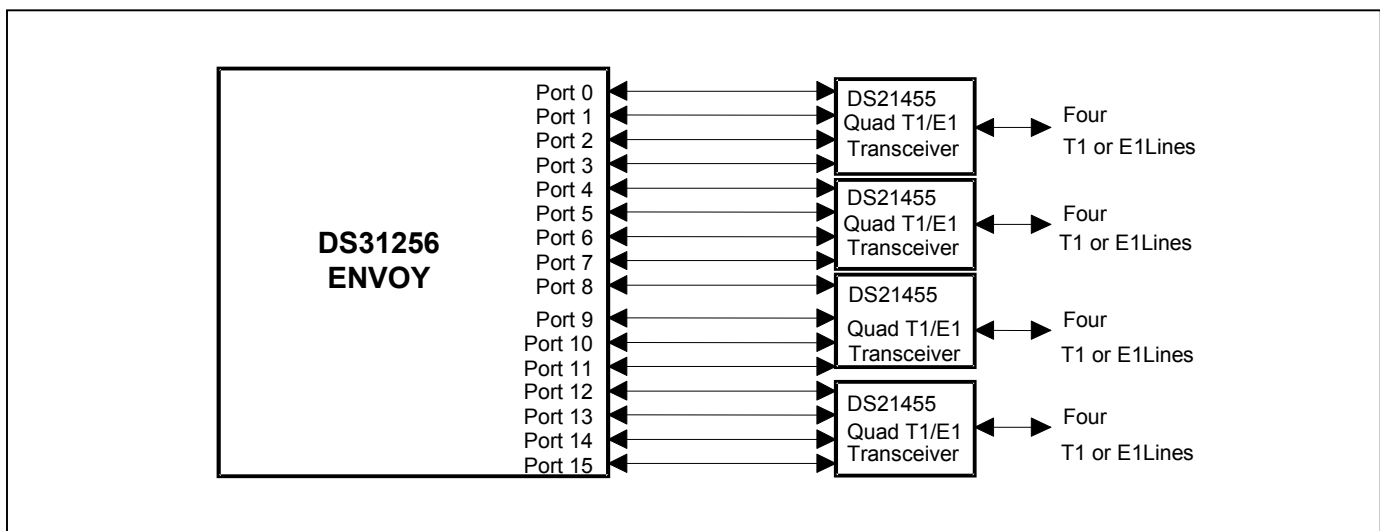 DS31256
ENVOY
Port 0
Port 1
Port 2
Port 3
Port 4
Port 5
Port 6
Port 7
Port 8
Port 9
Port 10
Port 11
Port 12
Port 13
Port 14
Port 15
DS21455
Quad T1/E1
Transceiver
Four
T1 or E1Lines
DS21455
Quad T1/E1
Transceiver
Four
T1 or E1Lines
DS21455
Quad T1/E1
Transceiver
Four
T1 or E1Lines
DS21455
Quad T1/E1
Transceiver
Four
T1 or E1Lines